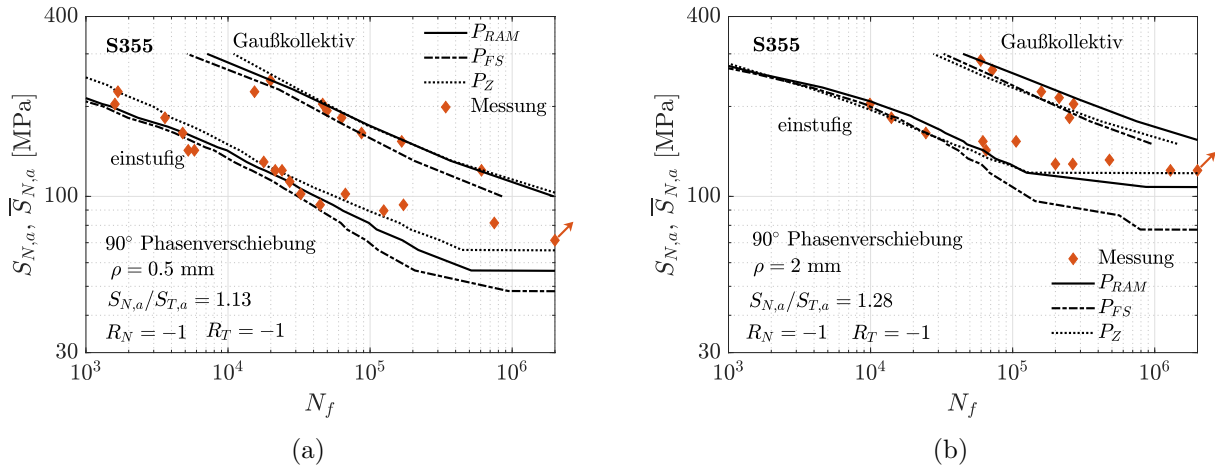 (a)
S355
Gaußkollektiv
P_RAM
P_FS
P_Z
Messung
einstufig
90° Phasenverschiebung
ρ = 0.5 mm
S_N,a/S_T,a = 1.13
R_N = −1 R_T = −1
400
100
30
S_N,a, S̅_N,a [MPa]
10^3 10^4 10^5 10^6
N_f
(a)
(b)
S355
Gaußkollektiv
einstufig
90° Phasenverschiebung
ρ = 2 mm
S_N,a/S_T,a = 1.28
R_N = −1 R_T = −1
Messung
P_RAM
P_FS
P_Z
400
100
30
S_N,a, S̅_N,a [MPa]
10^3 10^4 10^5 10^6
N_f
(b)